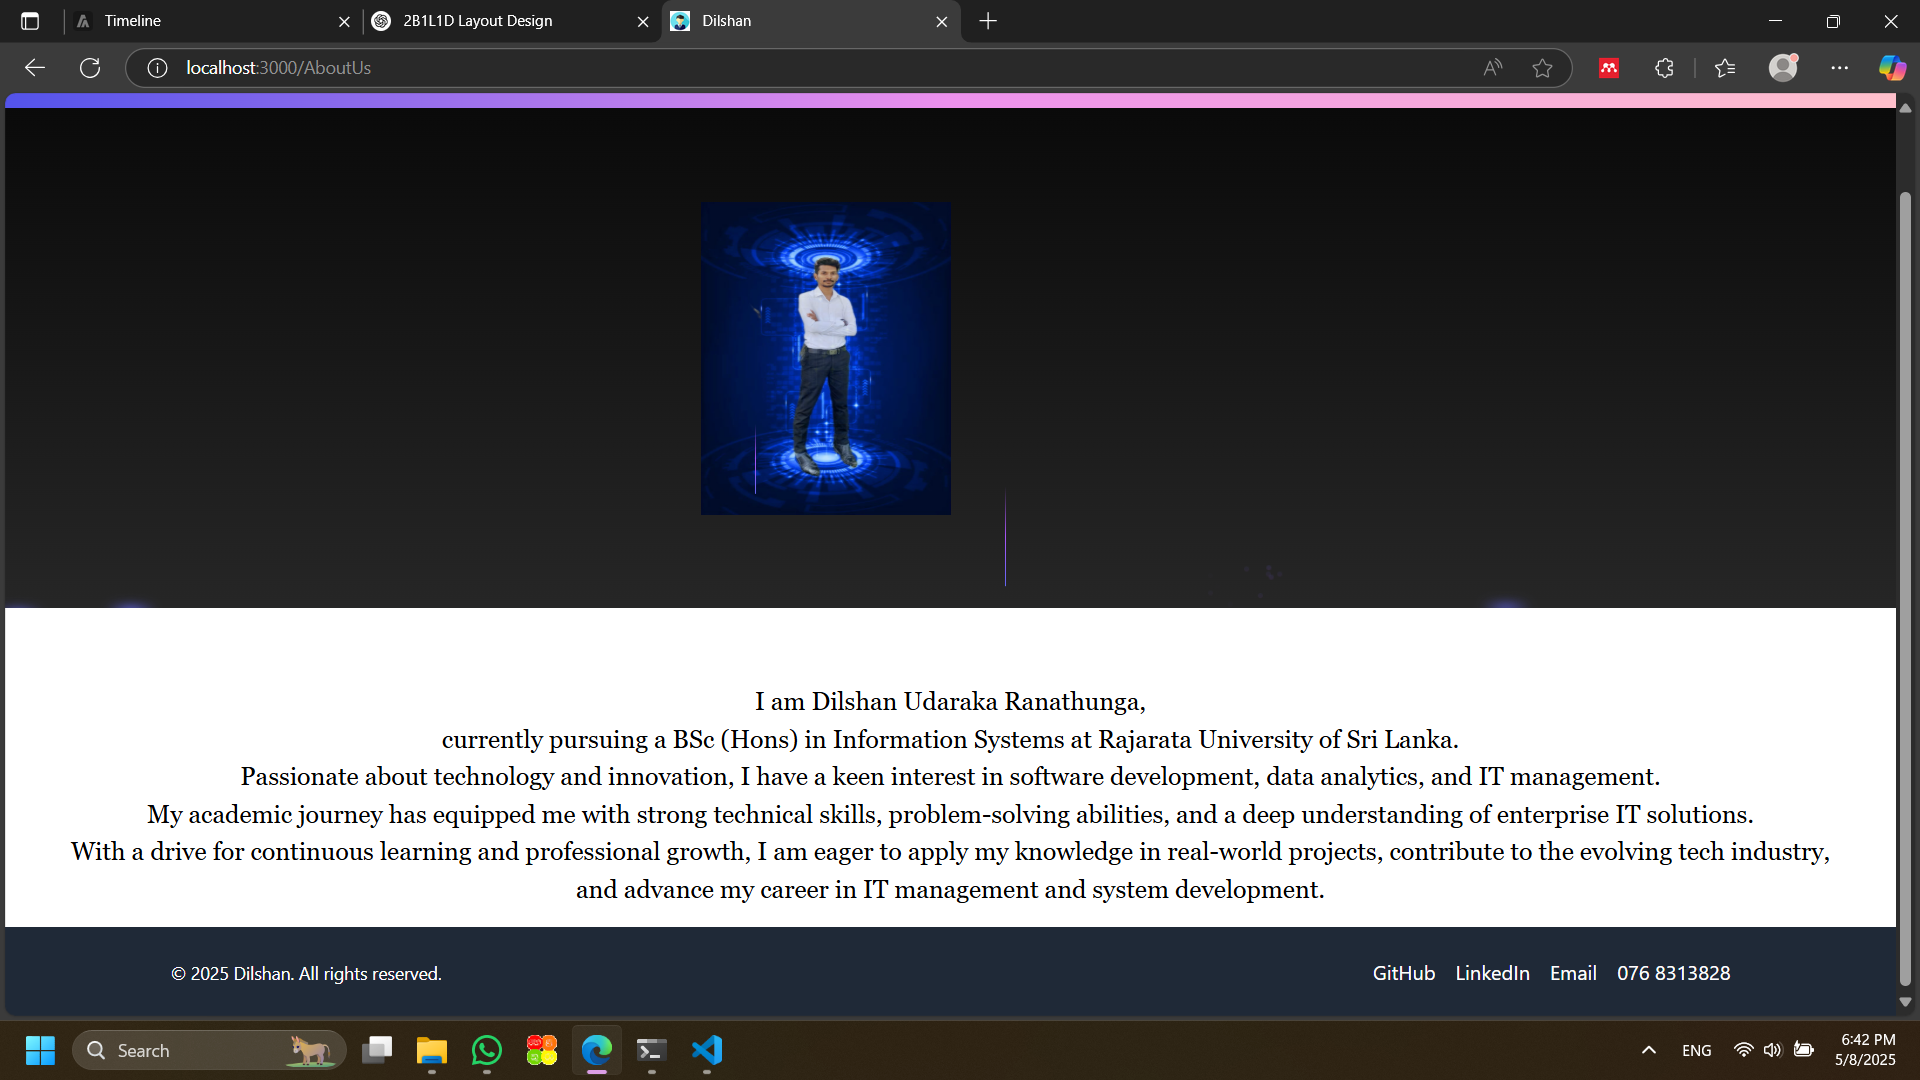 Timeline
2B1L1D Layout Design
Dilshan
localhost:3000/AboutUs
I am Dilshan Udaraka Ranathunga,
currently pursuing a BSc (Hons) in Information Systems at Rajarata University of Sri Lanka.
Passionate about technology and innovation, I have a keen interest in software development, data analytics, and IT management.
My academic journey has equipped me with strong technical skills, problem-solving abilities, and a deep understanding of enterprise IT solutions.
With a drive for continuous learning and professional growth, I am eager to apply my knowledge in real-world projects, contribute to the evolving tech industry,
and advance my career in IT management and system development.
© 2025 Dilshan. All rights reserved.
GitHub LinkedIn Email 076 8313828
Search
ENG
6:42 PM
5/8/2025